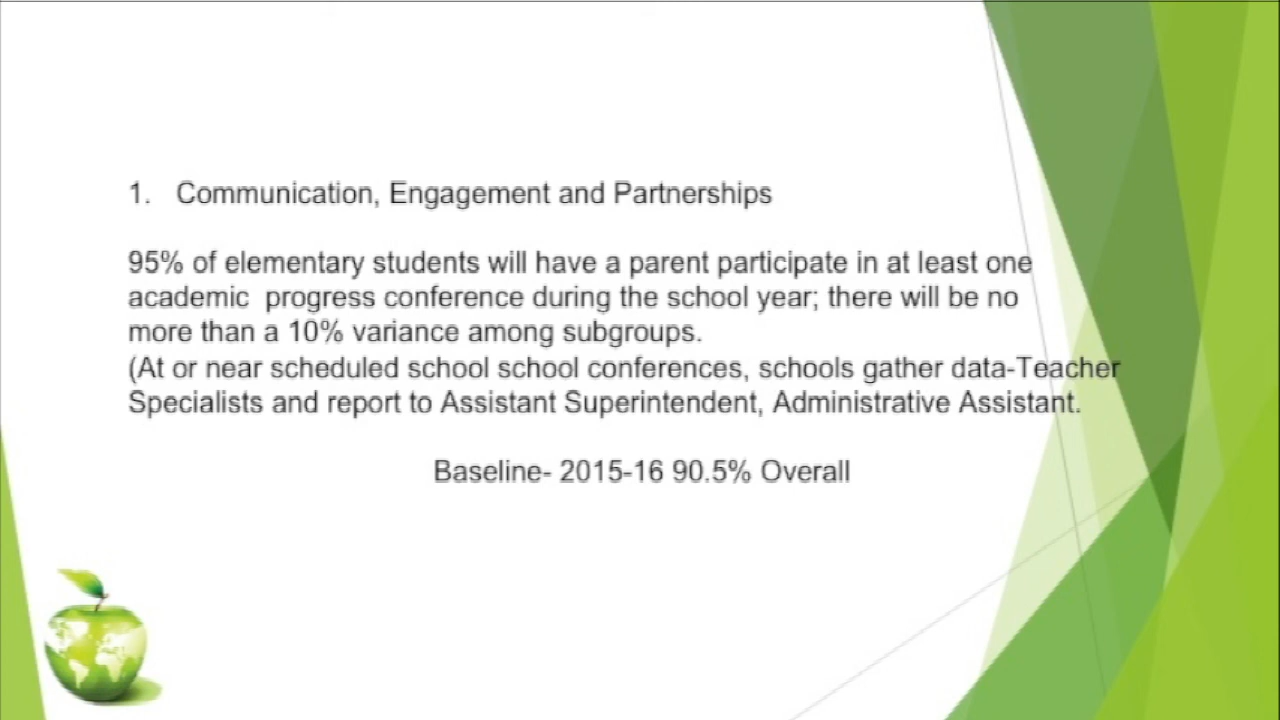 1. Communication, Engagement and Partnerships
95% of elementary students will have a parent participate in at least one
academic progress conference during the school year; there will be no
more than a 10% variance among subgroups.
(At or near scheduled school school conferences, schools gather data-Teacher
Specialists and report to Assistant Superintendent, Administrative Assistant.
Baseline- 2015-16 90.5% Overall